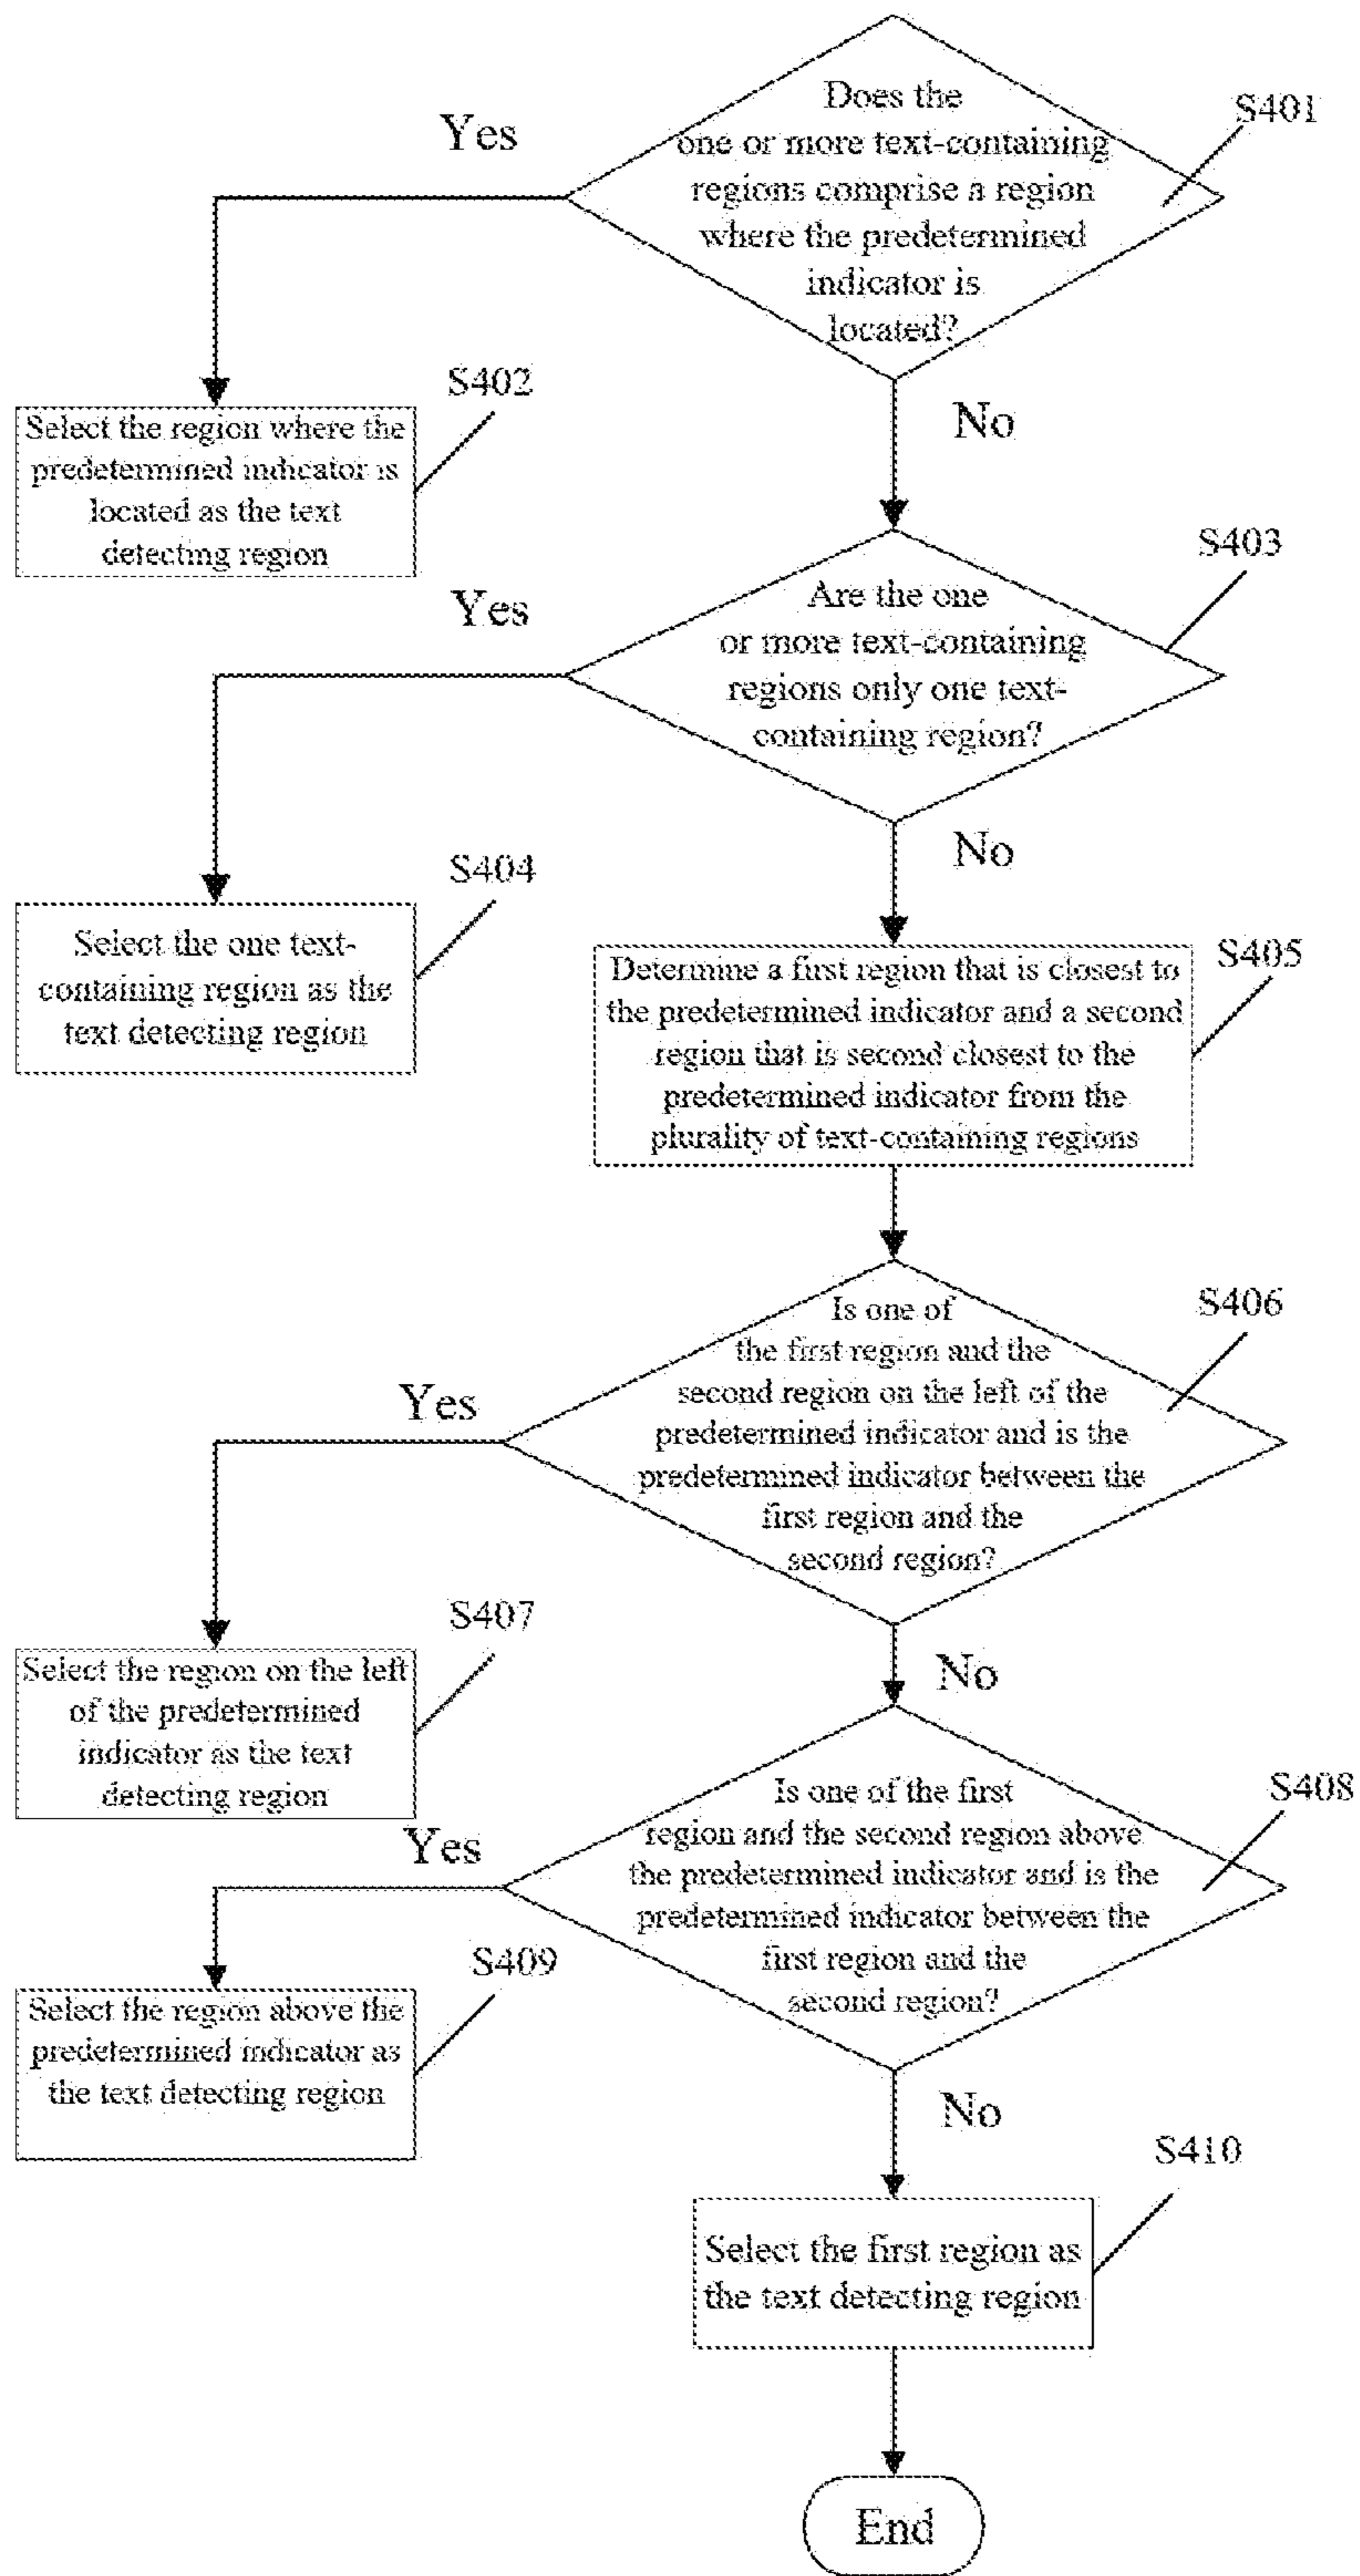 Does the
one or more text-containing
regions comprise a region
where the predetermined
indicator is
located?
S401
Yes
No
S402
Select the region where the
predetermined indicator is
located as the text
detecting region
S403
Are the one
or more text-containing
regions only one text-
containing region?
Yes
No
S404
Select the one text-
containing region as the
text detecting region
S405
Determine a first region that is closest to
the predetermined indicator and a second
region that is second closest to the
predetermined indicator from the
plurality of text-containing regions
S406
Is one of
the first region and the
second region on the left of the
predetermined indicator and is the
predetermined indicator between the
first region and the
second region?
Yes
No
S407
Select the region on the left
of the predetermined
indicator as the text
detecting region
S408
Is one of the first
region and the second region above
the predetermined indicator and is the
predetermined indicator between the
first region and the
second region?
Yes
No
S409
Select the region above the
predetermined indicator as
the text detecting region
S410
Select the first region as
the text detecting region
End